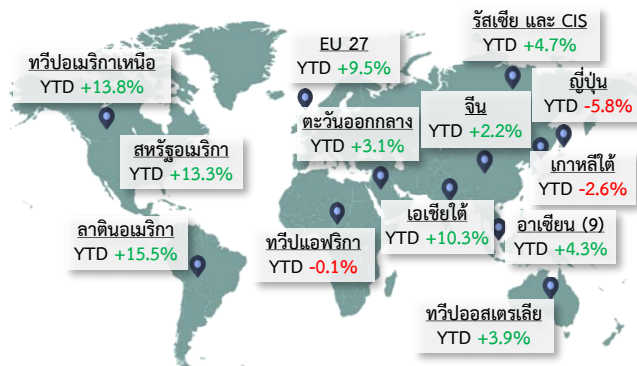 รัสเซีย และ CIS
YTD +4.7%
EU 27
YTD +9.5%
ทวีปอเมริกาเหนือ
YTD +13.8%
ญี่ปุ่น
YTD -5.8%
จีน
YTD +2.2%
ตะวันออกกลาง
YTD +3.1%
สหรัฐอเมริกา
YTD +13.3%
เกาหลีใต้
YTD -2.6%
เอเชียใต้
YTD +10.3%
อาเซียน (9)
YTD +4.3%
ลาตินอเมริกา
YTD +15.5%
ทวีปแอฟริกา
YTD -0.1%
ทวีปออสเตรเลีย
YTD +3.9%